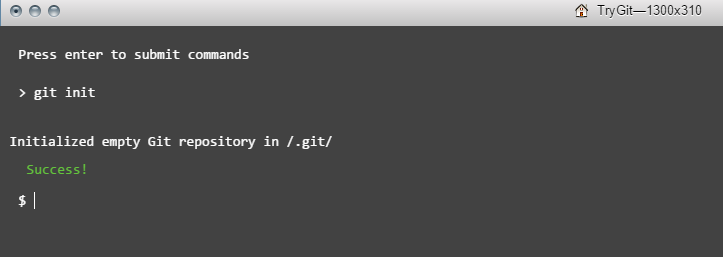 TryGit—1300x310
Press enter to submit commands
> git init
Initialized empty Git repository in /.git/
Success!
$